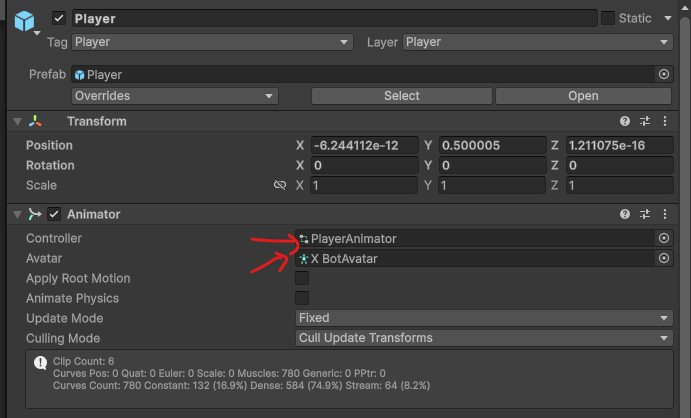 Player Static
Tag Player Layer Player
Prefab Player
Overrides Select Open
Transform
Position X -6.244112e-12 Y 0.500005 Z 1.211075e-16
Rotation X 0 Y 0 Z 0
Scale X 1 Y 1 Z 1
Animator
Controller PlayerAnimator
Avatar X BotAvatar
Apply Root Motion
Animate Physics
Update Mode Fixed
Culling Mode Cull Update Transforms
Clip Count: 6
Curves Pos: 0 Quat: 0 Euler: 0 Scale: 0 Muscles: 780 Generic: 0 PPtr: 0
Curves Count: 780 Constant: 132 (16.9%) Dense: 584 (74.9%) Stream: 64 (8.2%)